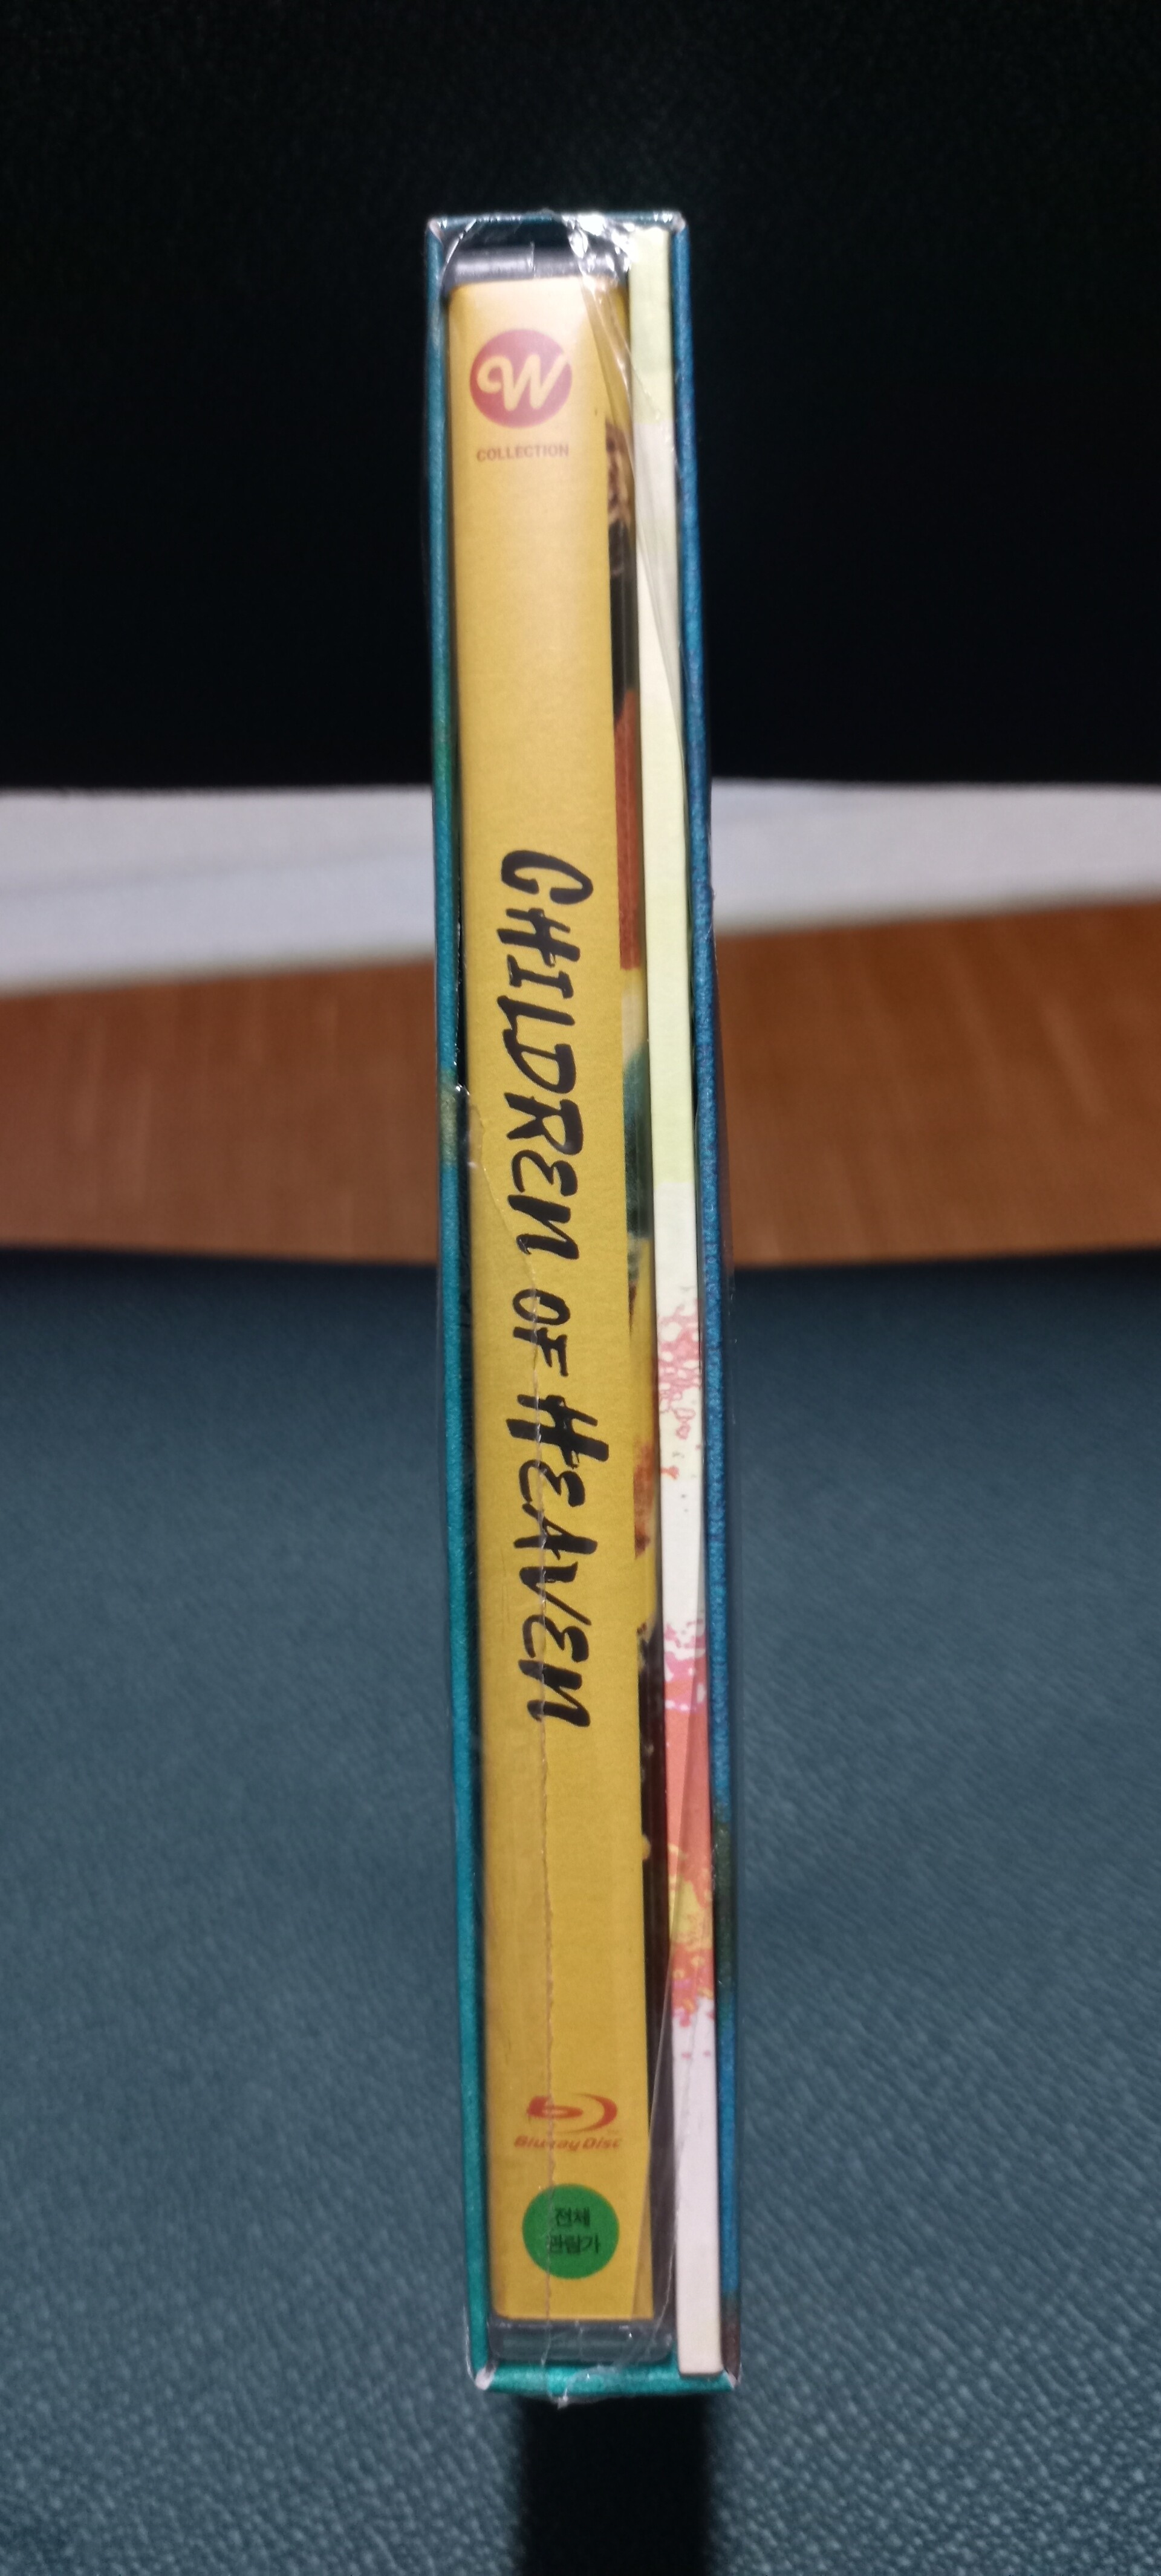 W
COLLECTION
CHILDREN OF HEAVEN
Blu-ray Disc
전체
관람가